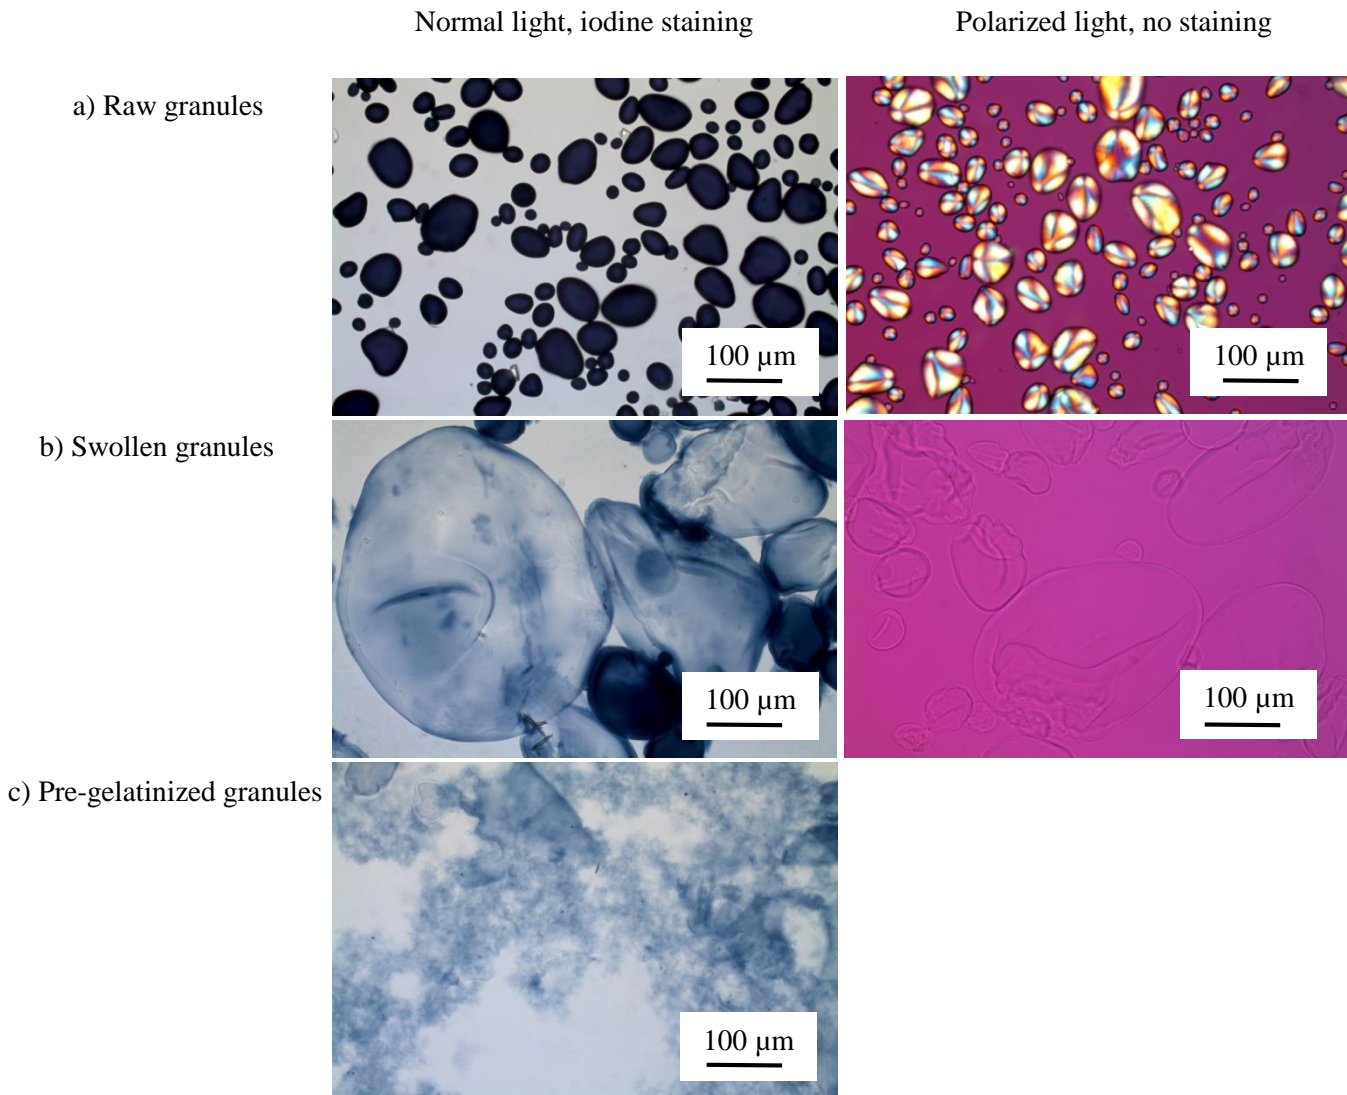 Normal light, iodine staining
Polarized light, no staining
a) Raw granules
100 µm
100 µm
b) Swollen granules
100 µm
100 µm
c) Pre-gelatinized granules
100 µm